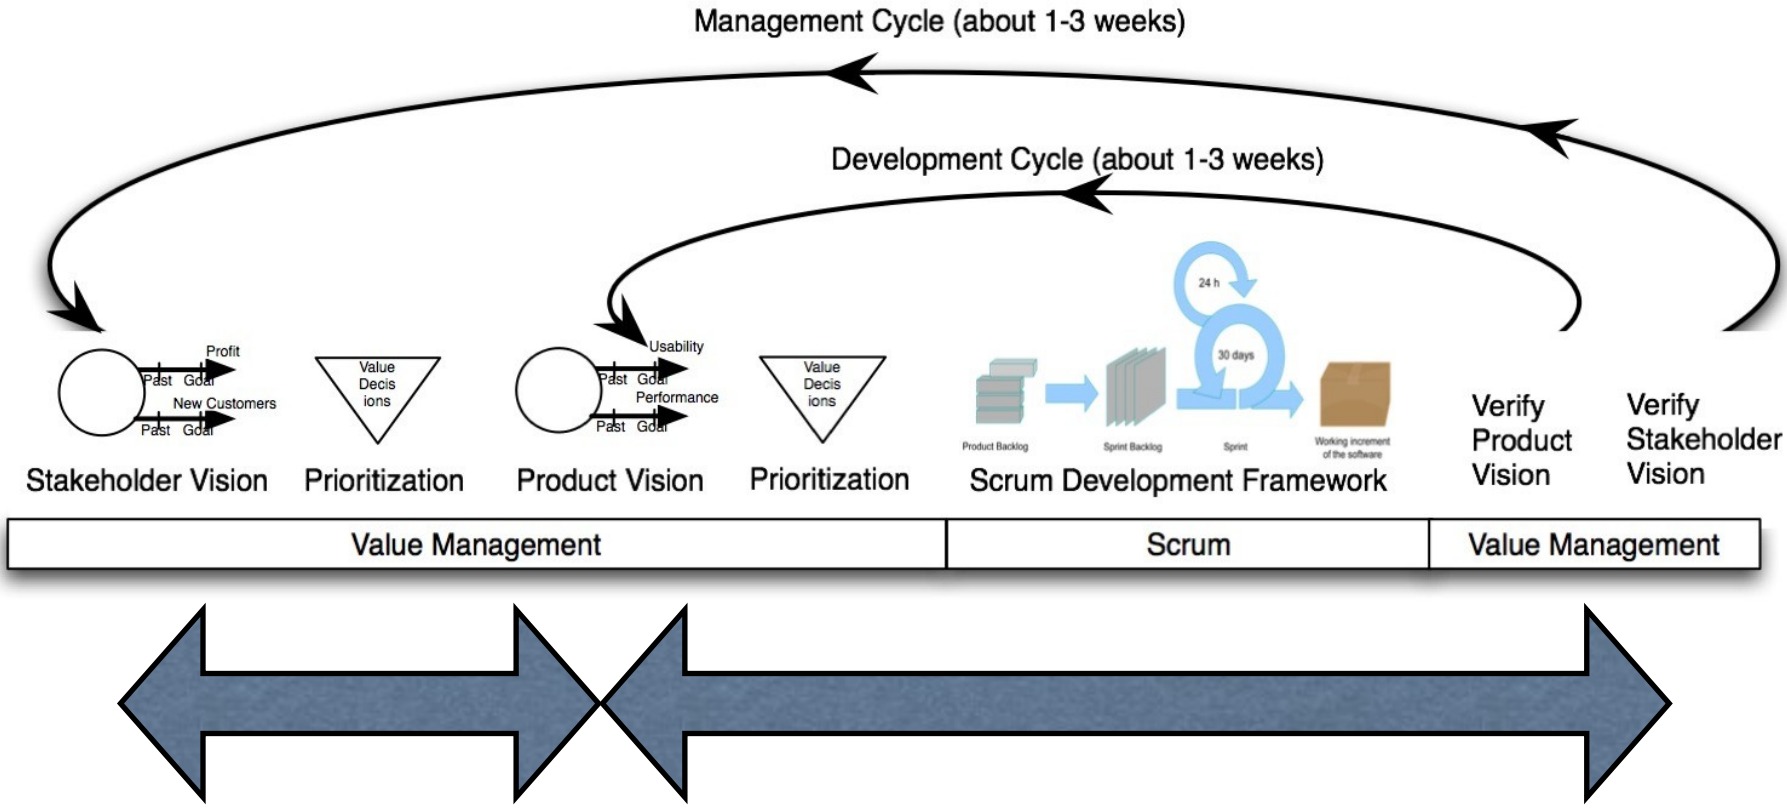 Management Cycle (about 1-3 weeks)
Development Cycle (about 1-3 weeks)
Profit
Past Goal
New Customers
Past Goal
Stakeholder Vision
Value
Decis
ions
Prioritization
Usability
Past Goal
Performance
Past Goal
Product Vision
Value
Decis
ions
Prioritization
24 h
30 days
Product Backlog
Sprint Backlog
Sprint
Working increment
of the software
Scrum Development Framework
Verify
Product
Vision
Verify
Stakeholder
Vision
Value Management
Scrum
Value Management